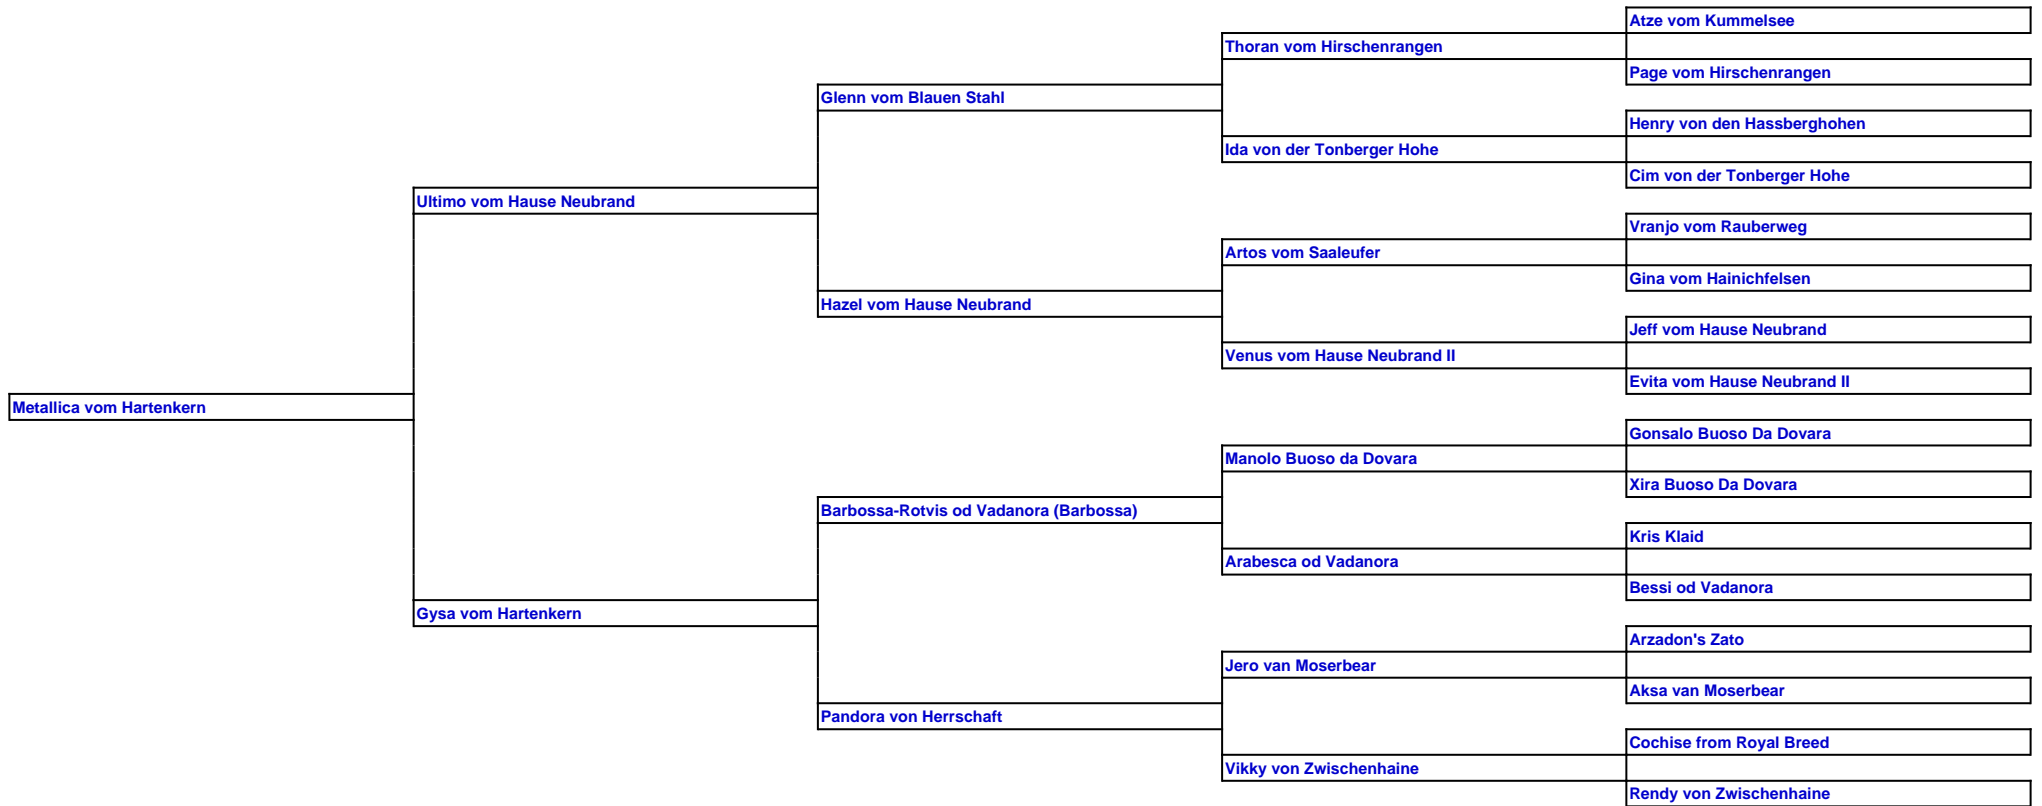 Atze vom Kummelsee
Thoran vom Hirschenrangen
Page vom Hirschenrangen
Glenn vom Blauen Stahl
Henry von den Hassberghohen
Ida von der Tonberger Hohe
Cim von der Tonberger Hohe
Ultimo vom Hause Neubrand
Vranjo vom Rauberweg
Artos vom Saaleufer
Gina vom Hainichfelsen
Hazel vom Hause Neubrand
Jeff vom Hause Neubrand
Venus vom Hause Neubrand II
Evita vom Hause Neubrand II
Metallica vom Hartenkern
Gonsalo Buoso Da Dovara
Manolo Buoso da Dovara
Xira Buoso Da Dovara
Barbossa-Rotvis od Vadanora (Barbossa)
Kris Klaid
Arabesca od Vadanora
Bessi od Vadanora
Gysa vom Hartenkern
Arzadon's Zato
Jero van Moserbear
Aksa van Moserbear
Pandora von Herrschaft
Cochise from Royal Breed
Vikky von Zwischenhaine
Rendy von Zwischenhaine